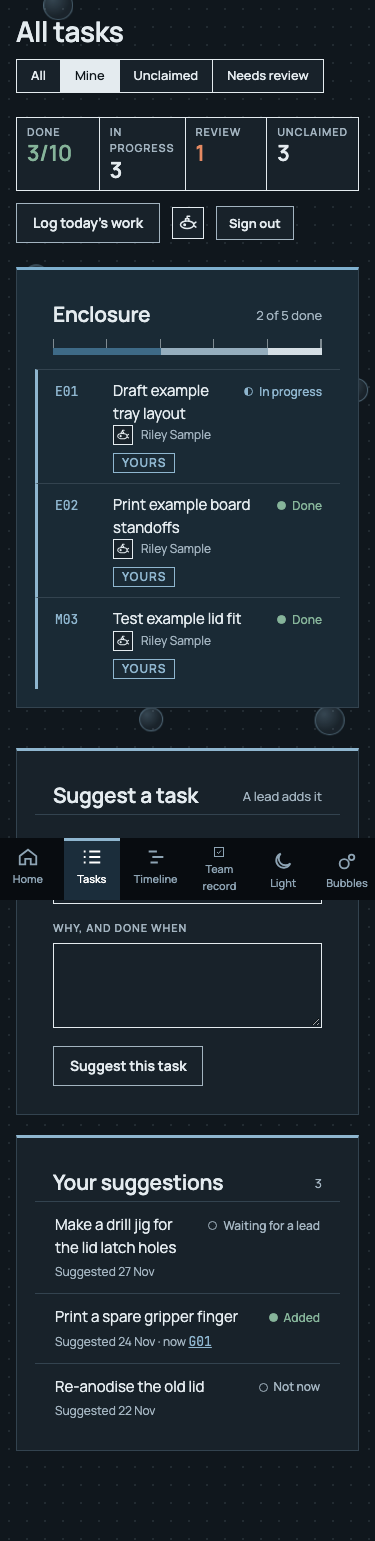 All tasks
All
Mine
Unclaimed
Needs review
DONE
3/10
IN
PROGRESS
3
REVIEW
1
UNCLAIMED
3
Log today's work
Sign out
Enclosure
2 of 5 done
E01
Draft example
tray layout
In progress
Riley Sample
YOURS
E02
Print example board
standoffs
Done
Riley Sample
YOURS
M03
Test example lid fit
Done
Riley Sample
YOURS
Suggest a task
A lead adds it
Home
Tasks
Timeline
Team
record
Light
Bubbles
WHY, AND DONE WHEN
Suggest this task
Your suggestions
3
Make a drill jig for
the lid latch holes
Waiting for a lead
Suggested 27 Nov
Print a spare gripper finger
Added
Suggested 24 Nov · now G01
Re-anodise the old lid
Not now
Suggested 22 Nov